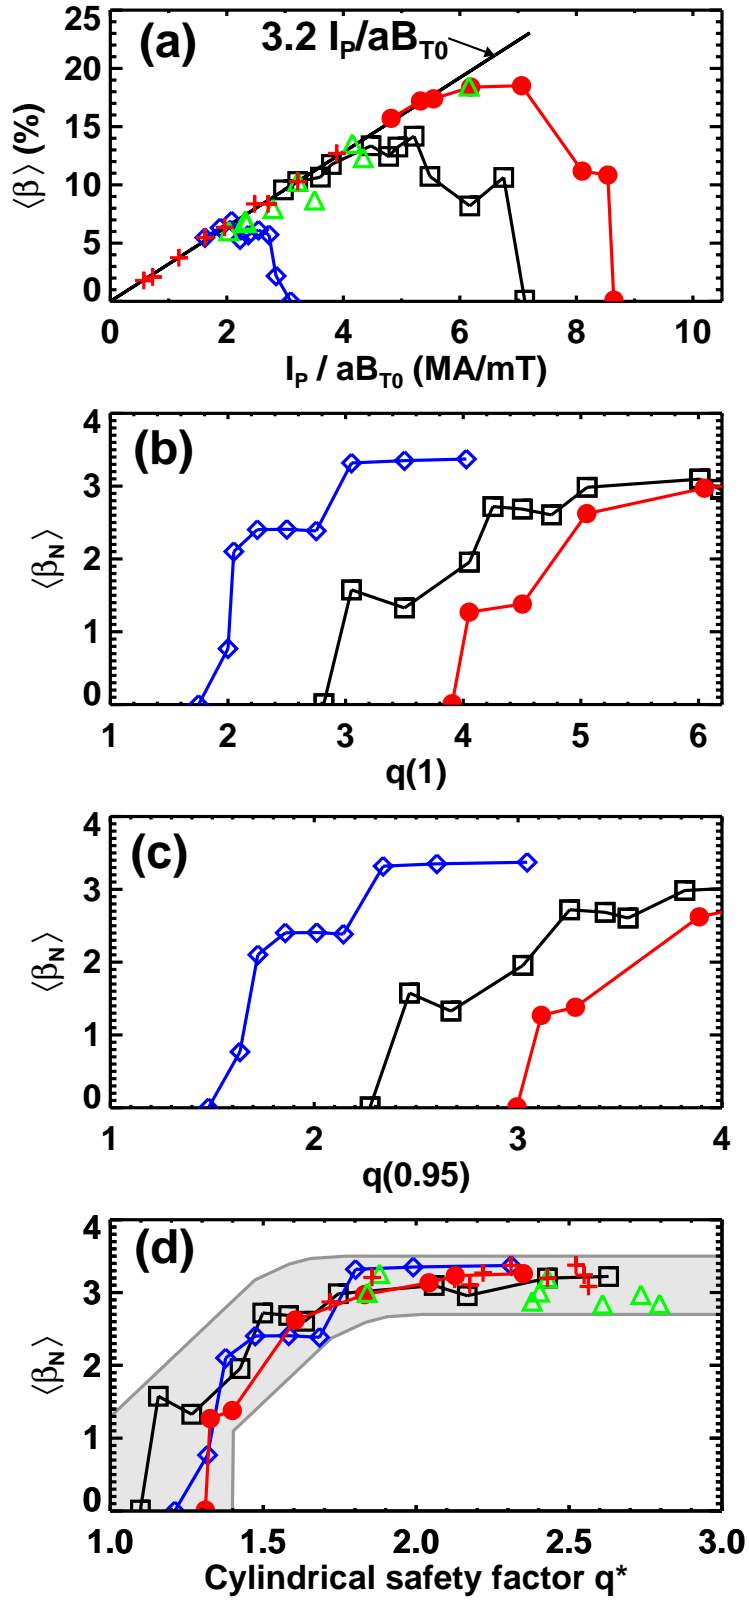 (a)
3.2 I_P/aB_T0
25
20
15
10
5
0
⟨β⟩ (%)
0 2 4 6 8 10
I_P / aB_T0 (MA/mT)
(b)
4
3
2
1
0
⟨β_N⟩
1 2 3 4 5 6
q(1)
(c)
4
3
2
1
0
⟨β_N⟩
1 2 3 4
q(0.95)
(d)
4
3
2
1
0
⟨β_N⟩
1.0 1.5 2.0 2.5 3.0
Cylindrical safety factor q*